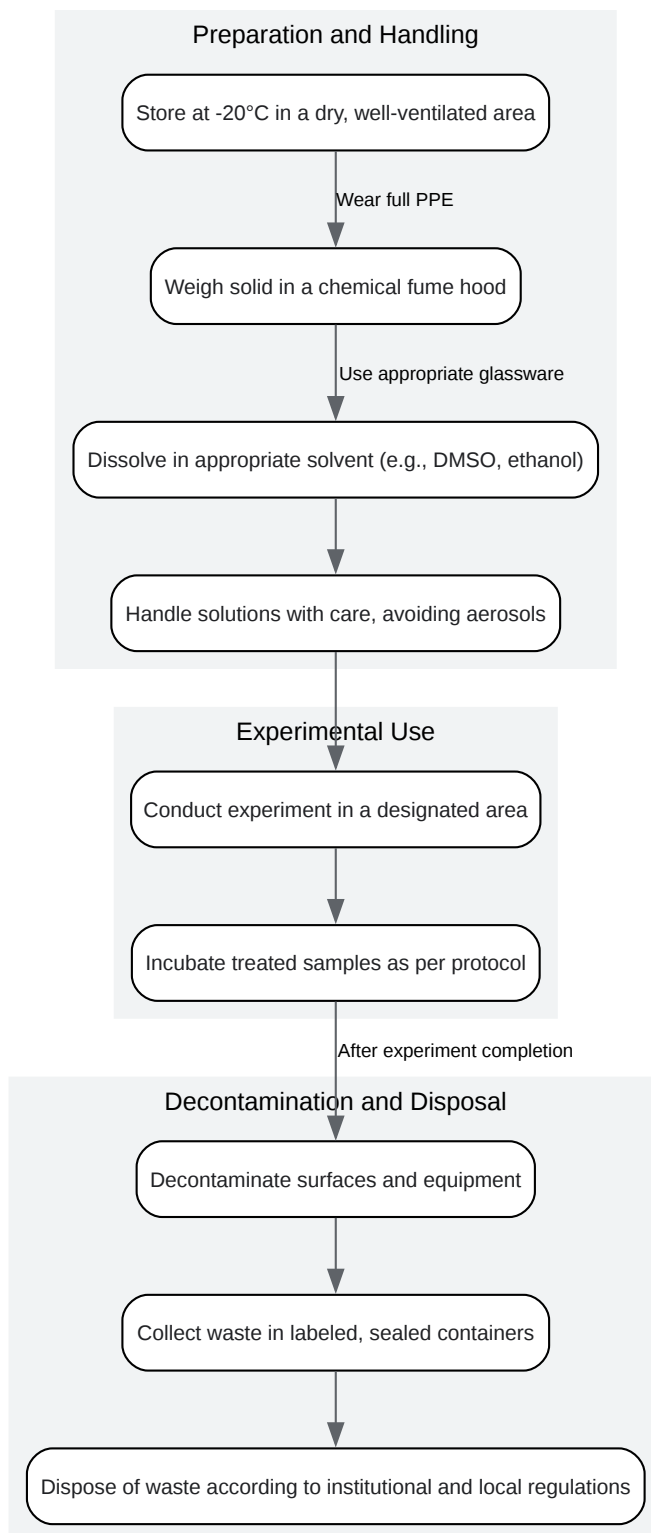 Preparation and Handling
Store at -20°C in a dry, well-ventilated area
Wear full PPE
Weigh solid in a chemical fume hood
Use appropriate glassware
Dissolve in appropriate solvent (e.g., DMSO, ethanol)
Handle solutions with care, avoiding aerosols
Experimental Use
Conduct experiment in a designated area
Incubate treated samples as per protocol
After experiment completion
Decontamination and Disposal
Decontaminate surfaces and equipment
Collect waste in labeled, sealed containers
Dispose of waste according to institutional and local regulations